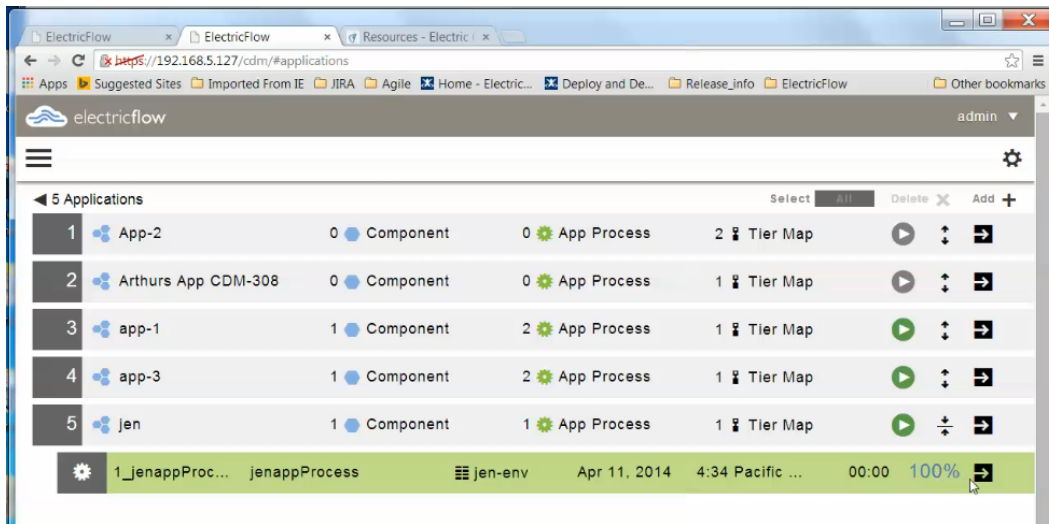 ElectricFlow ElectricFlow Resources - Electric
https://192.168.5.127/cdm/#applications
Apps Suggested Sites Imported From IE JIRA Agile Home - Electric... Deploy and De... Release_info ElectricFlow Other bookmarks
electricflow admin
5 Applications Select All Delete Add
1 App-2 0 Component 0 App Process 2 Tier Map
2 Arthurs App CDM-308 0 Component 0 App Process 1 Tier Map
3 app-1 1 Component 2 App Process 1 Tier Map
4 app-3 1 Component 2 App Process 1 Tier Map
5 jen 1 Component 1 App Process 1 Tier Map
1_jenappProc... jenappProcess jen-env Apr 11, 2014 4:34 Pacific ... 00:00 100%